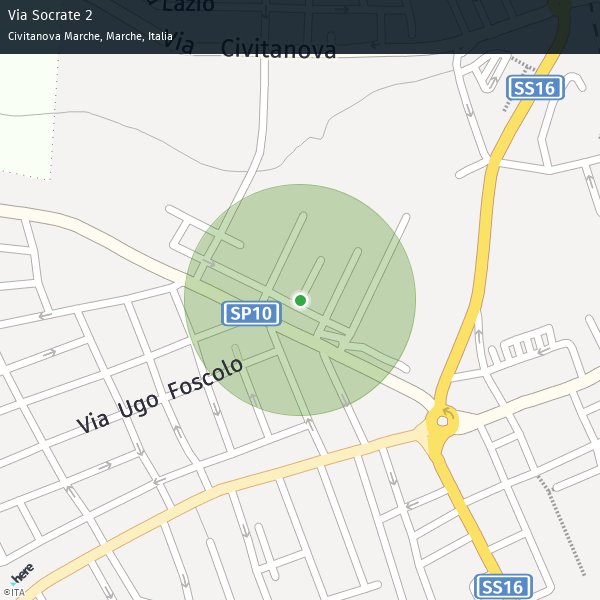 Via Socrate 2
Civitanova Marche, Marche, Italia
Lazio
Via Civitanova
SS16
SP10
Via Ugo Foscolo
here
©ITA
SS16